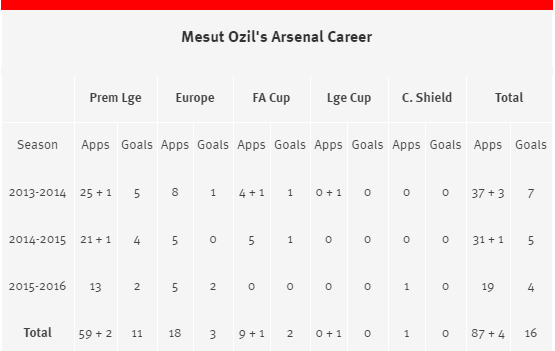 Mesut Ozil's Arsenal Career
Prem Lge Europe FA Cup Lge Cup C. Shield Total
Season Apps Goals Apps Goals Apps Goals Apps Goals Apps Goals Apps Goals
2013-2014 25 + 1 5 8 1 4 + 1 1 0 + 1 0 0 0 37 + 3 7
2014-2015 21 + 1 4 5 0 5 1 0 0 0 0 31 + 1 5
2015-2016 13 2 5 2 0 0 0 0 1 0 19 4
Total 59 + 2 11 18 3 9 + 1 2 0 + 1 0 1 0 87 + 4 16